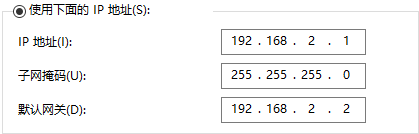 使用下面的 IP 地址(S):
IP 地址(I): 192 . 168 . 2 . 1
子网掩码(U): 255 . 255 . 255 . 0
默认网关(D): 192 . 168 . 2 . 2